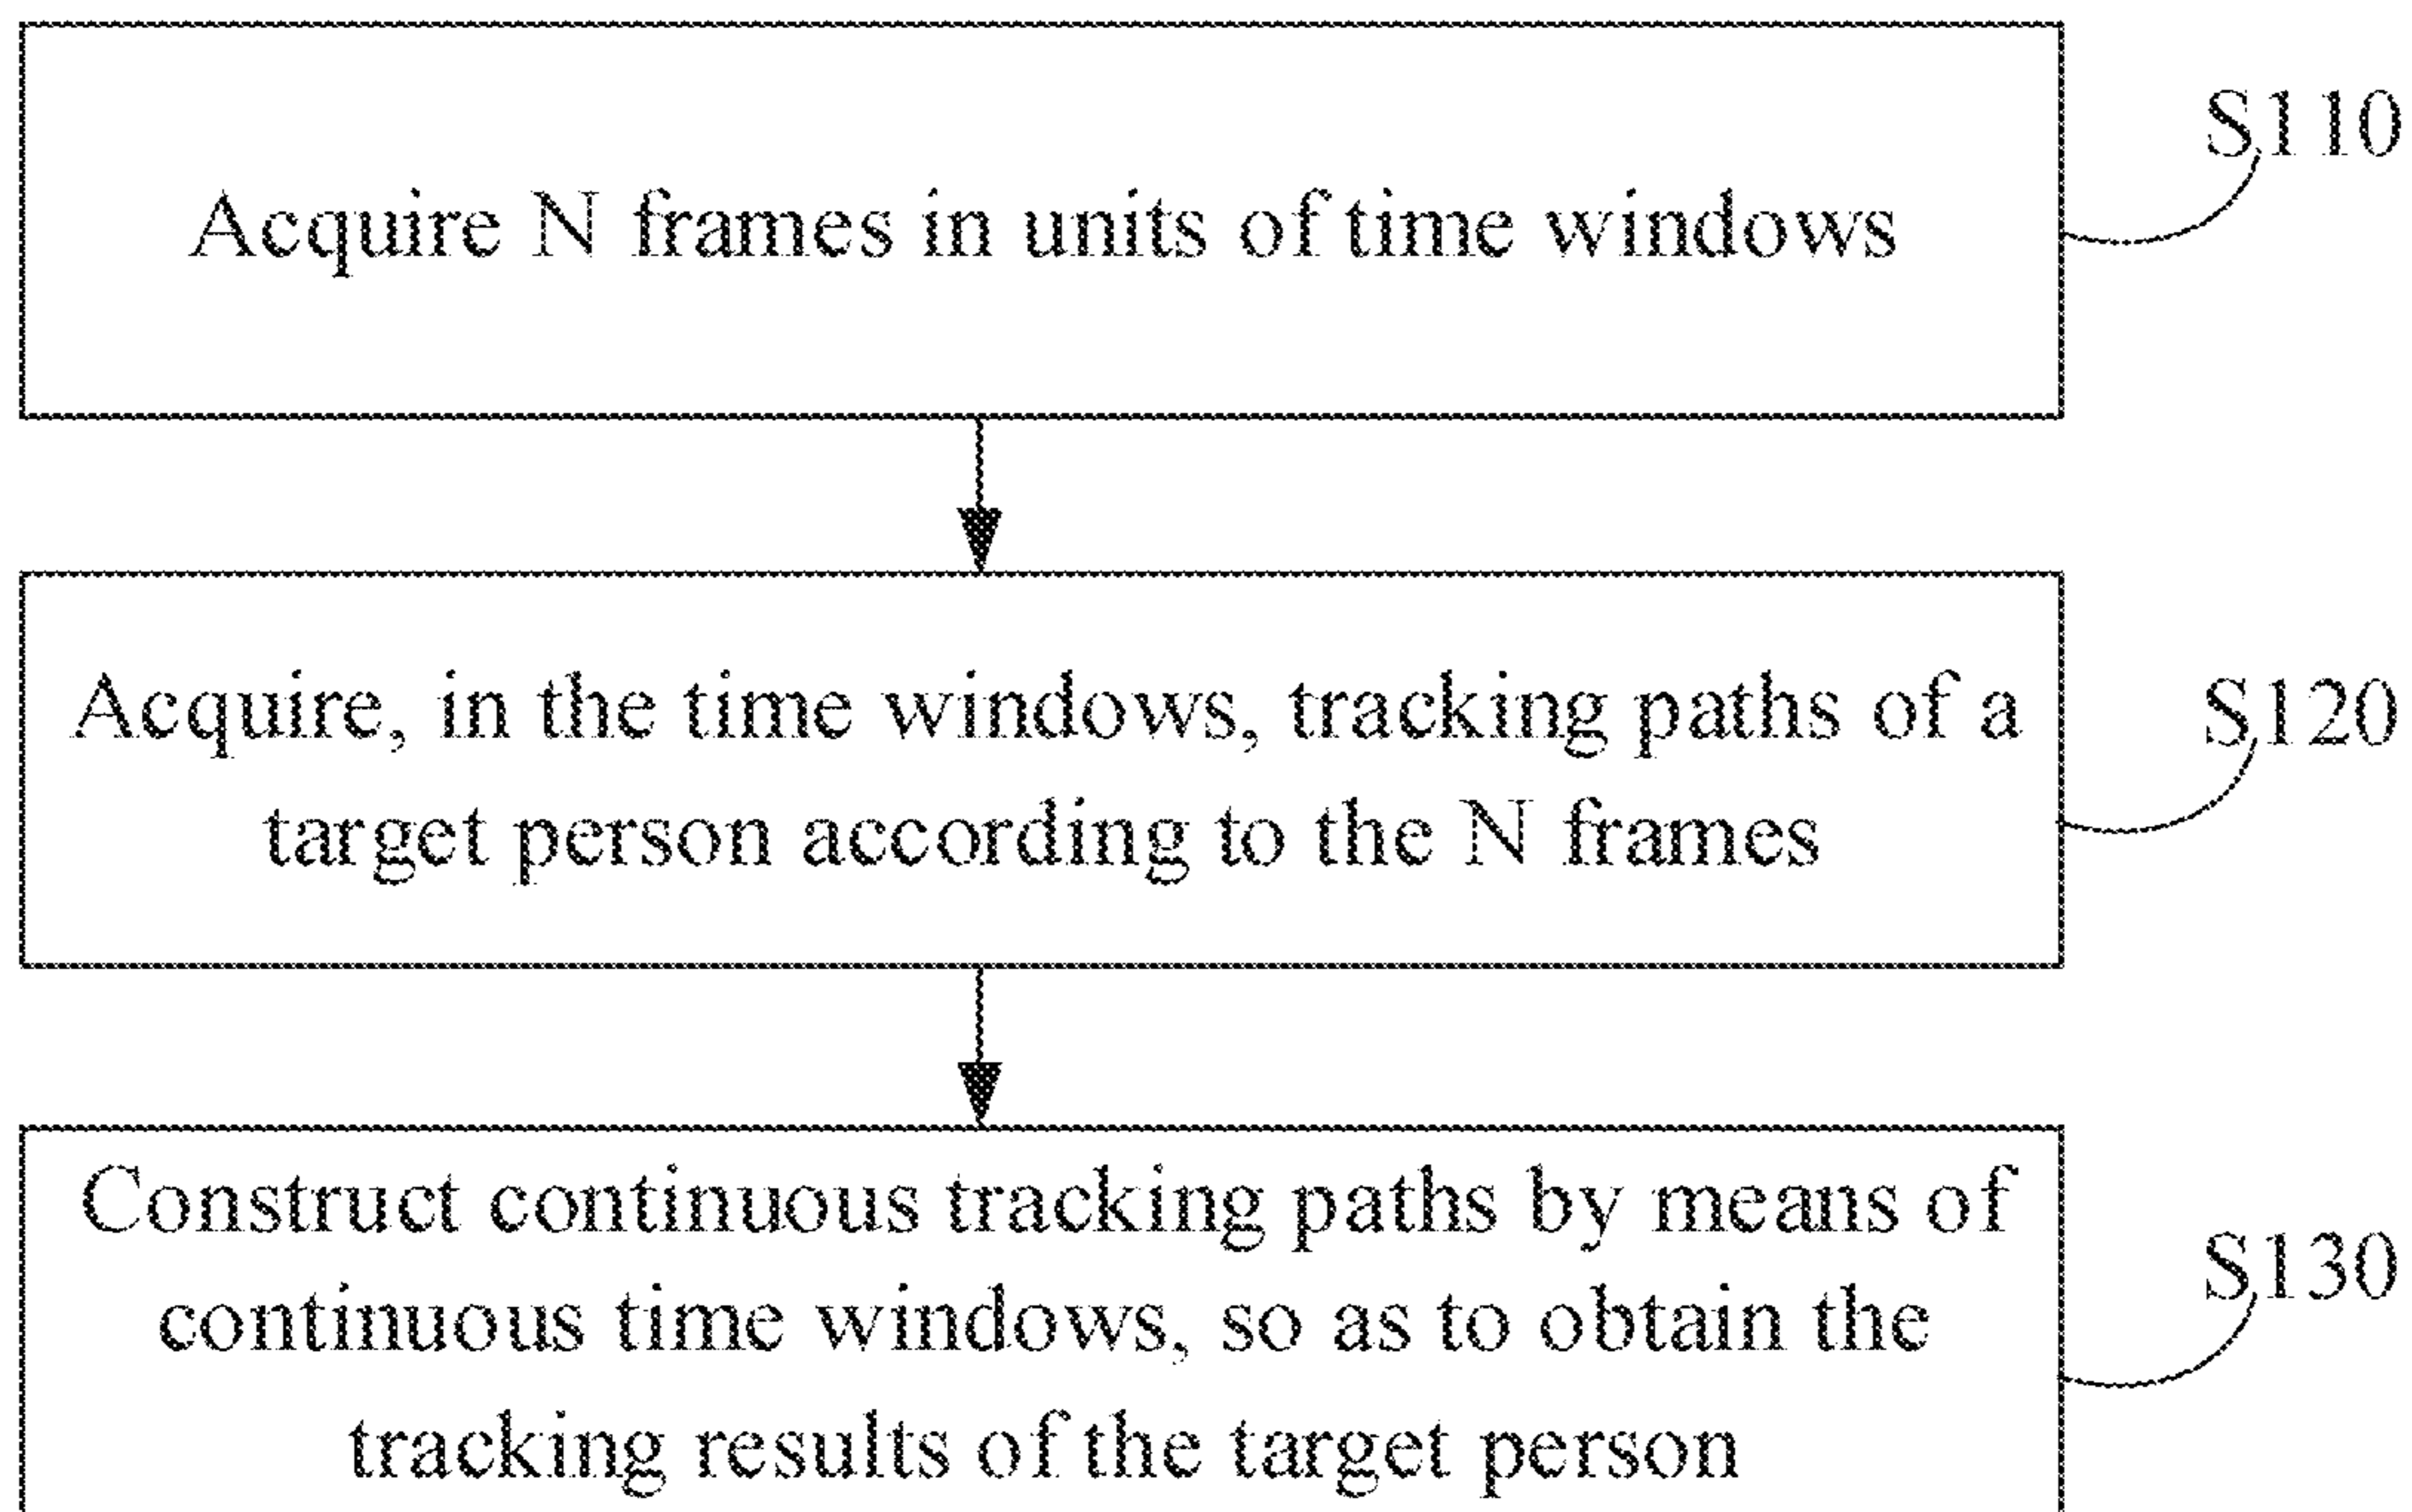 Acquire N frames in units of time windows
S110
Acquire, in the time windows, tracking paths of a
target person according to the N frames
S120
Construct continuous tracking paths by means of
continuous time windows, so as to obtain the
tracking results of the target person
S130